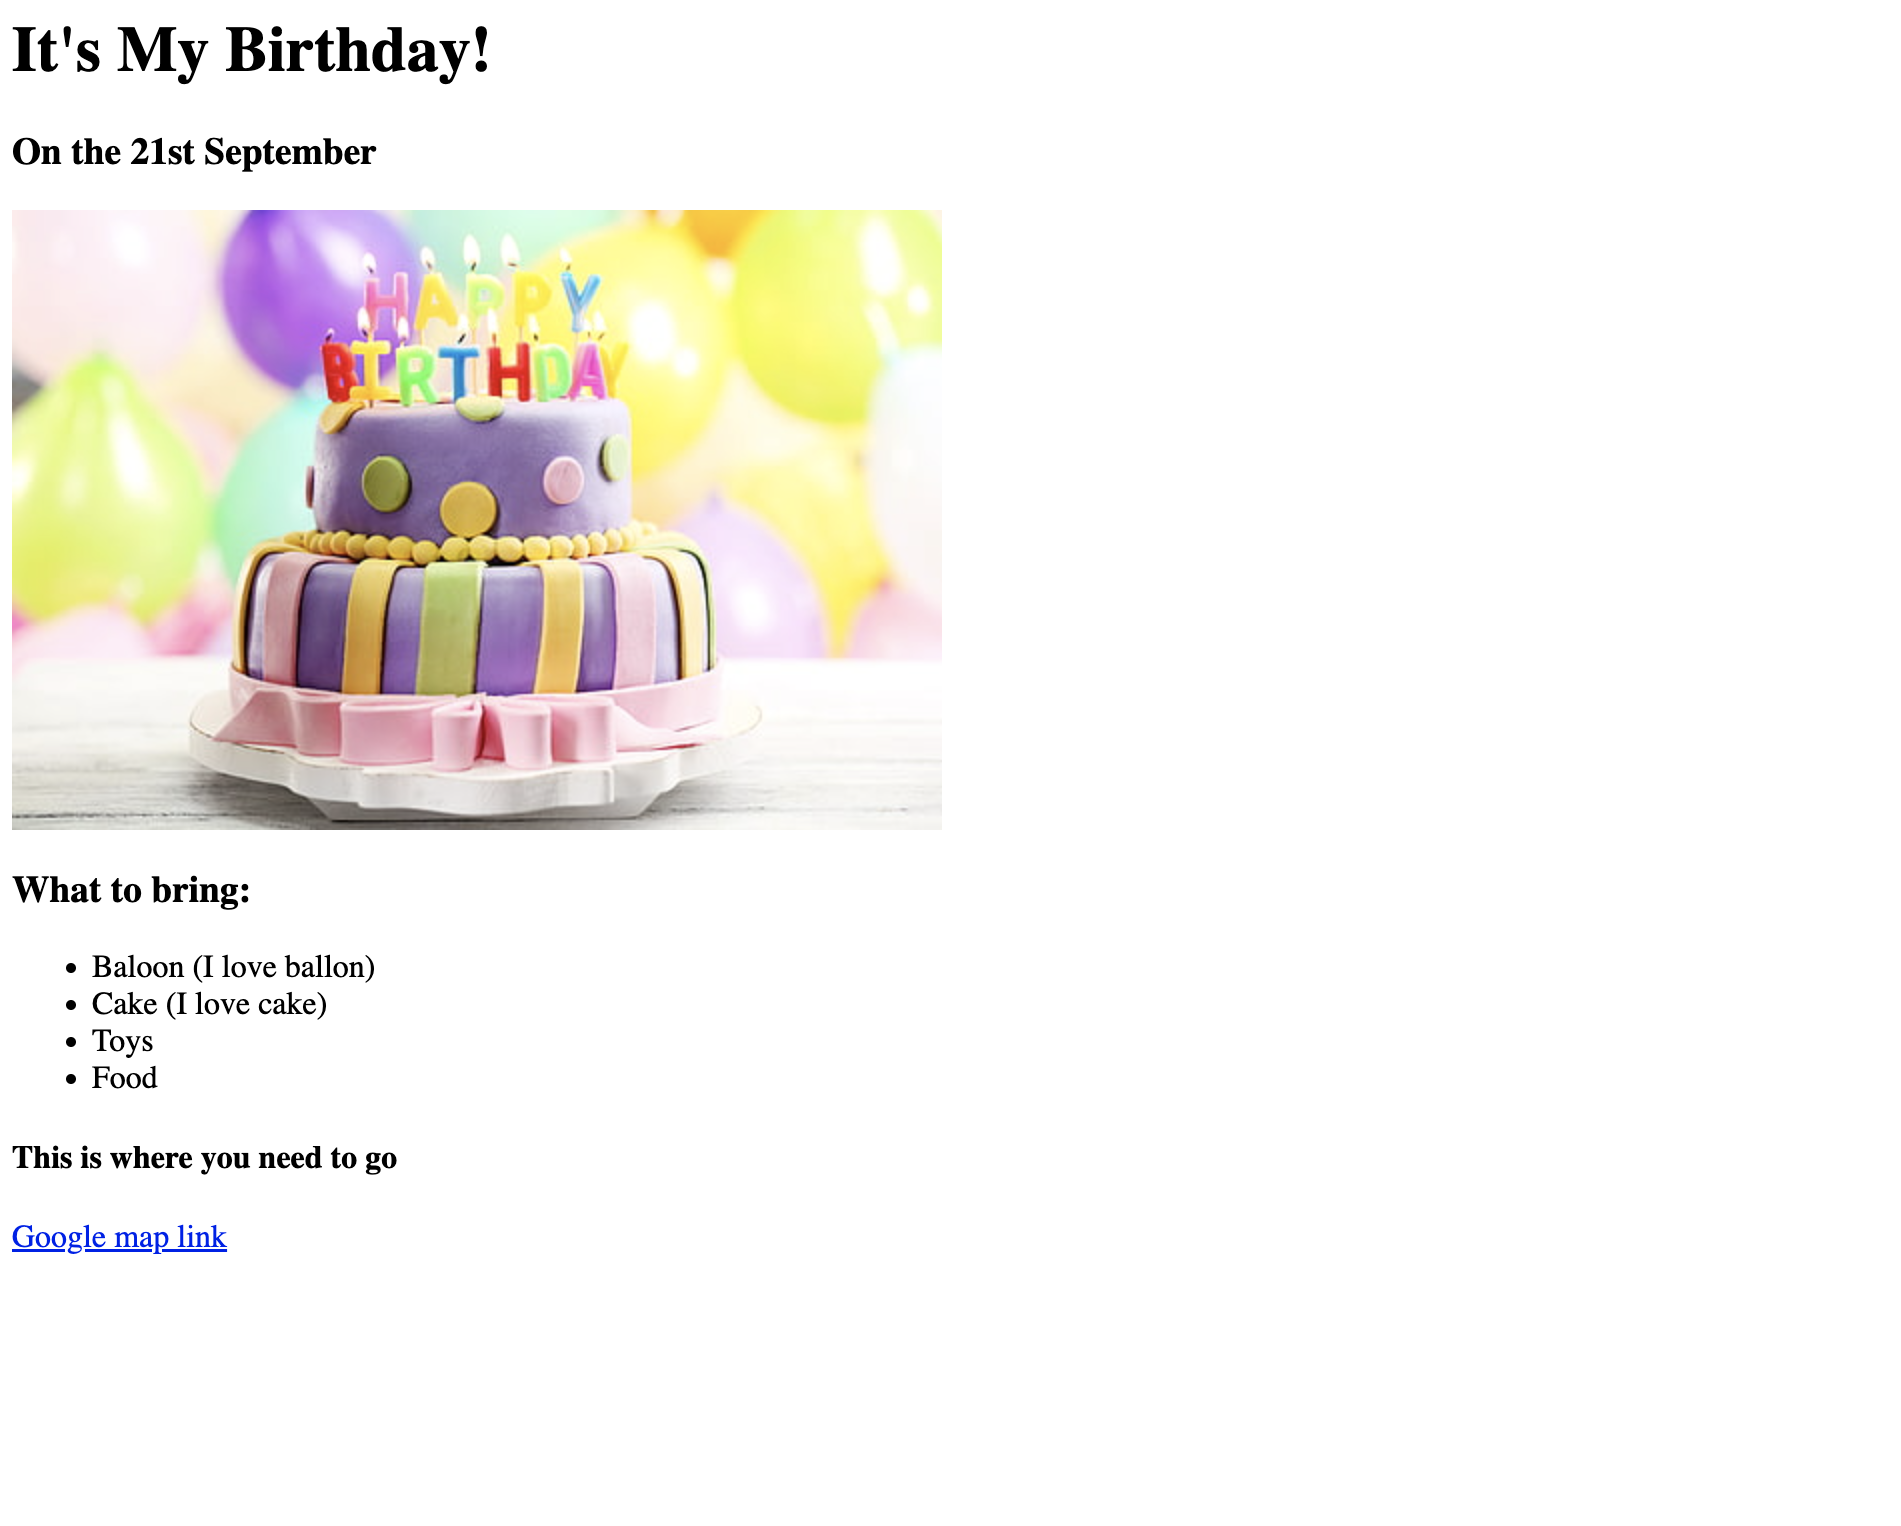 It's My Birthday!
On the 21st September
HAPPY
BIRTHDAY
What to bring:
Baloon (I love ballon)
Cake (I love cake)
Toys
Food
This is where you need to go
Google map link